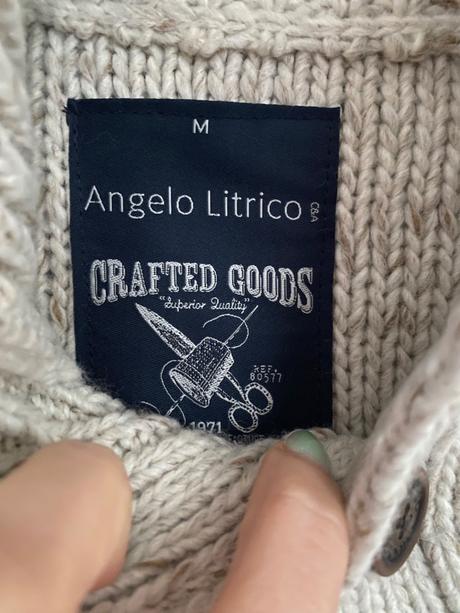 M
Angelo Litrico C&A
CRAFTED GOODS
"Superior Quality"
REF.
80577
1971